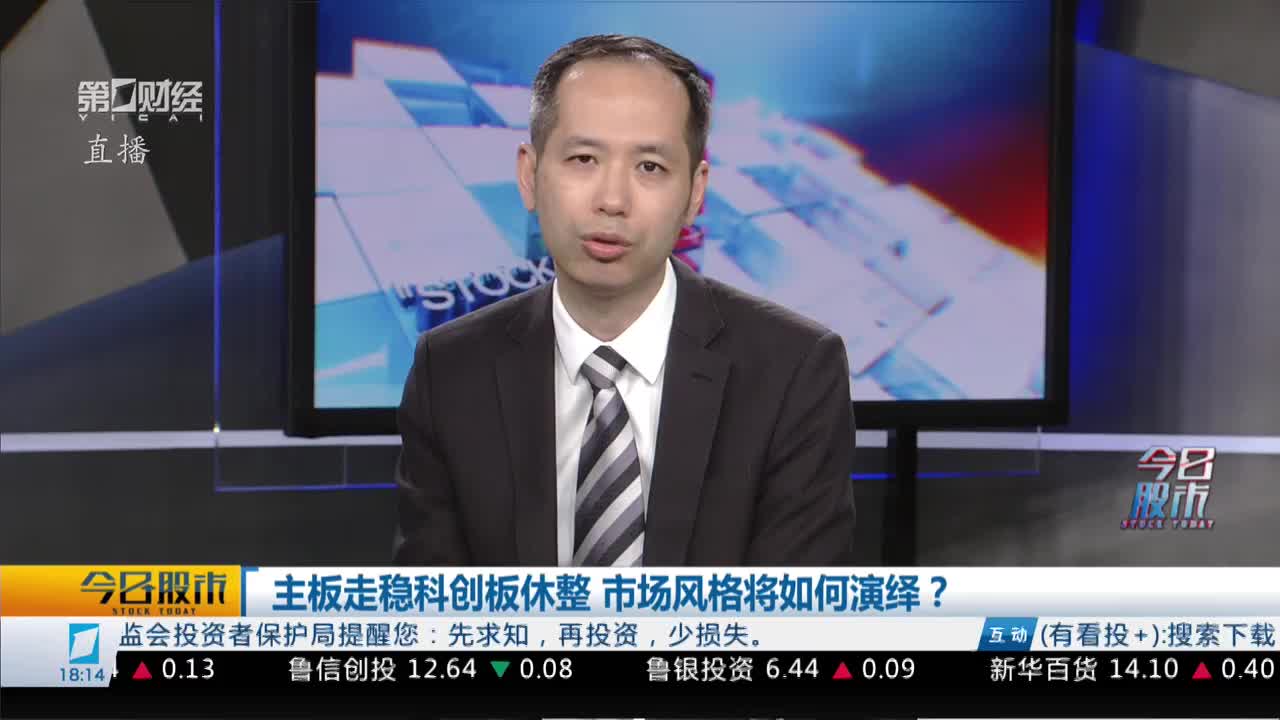 第一财经
YICAI
直播
"STOCK
今日
股市
STOCK TODAY
今日股市
STOCK TODAY
主板走稳科创板休整 市场风格将如何演绎？
监会投资者保护局提醒您：先求知，再投资，少损失。
互动
(有看投+):搜索下载
18:14
▲ 0.13 鲁信创投 12.64 ▼ 0.08 鲁银投资 6.44 ▲ 0.09 新华百货 14.10 ▲ 0.40